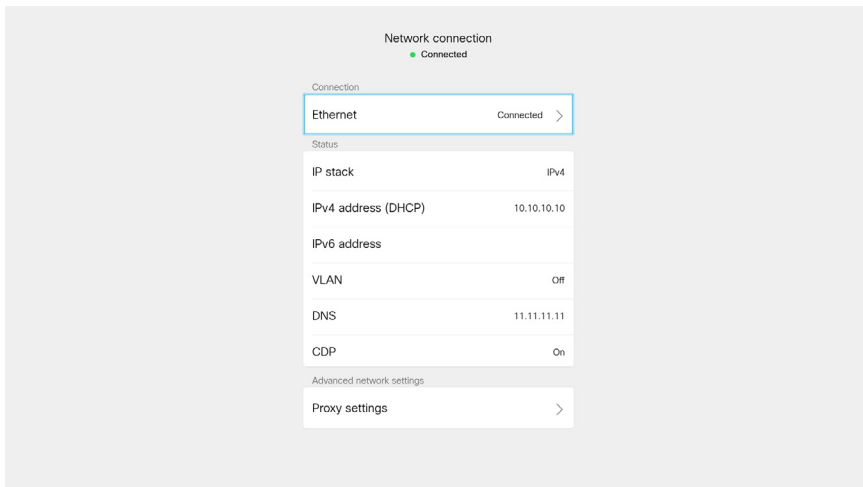 Network connection
Connected
Connection
Ethernet Connected
Status
IP stack IPv4
IPv4 address (DHCP) 10.10.10.10
IPv6 address
VLAN Off
DNS 11.11.11.11
CDP On
Advanced network settings
Proxy settings